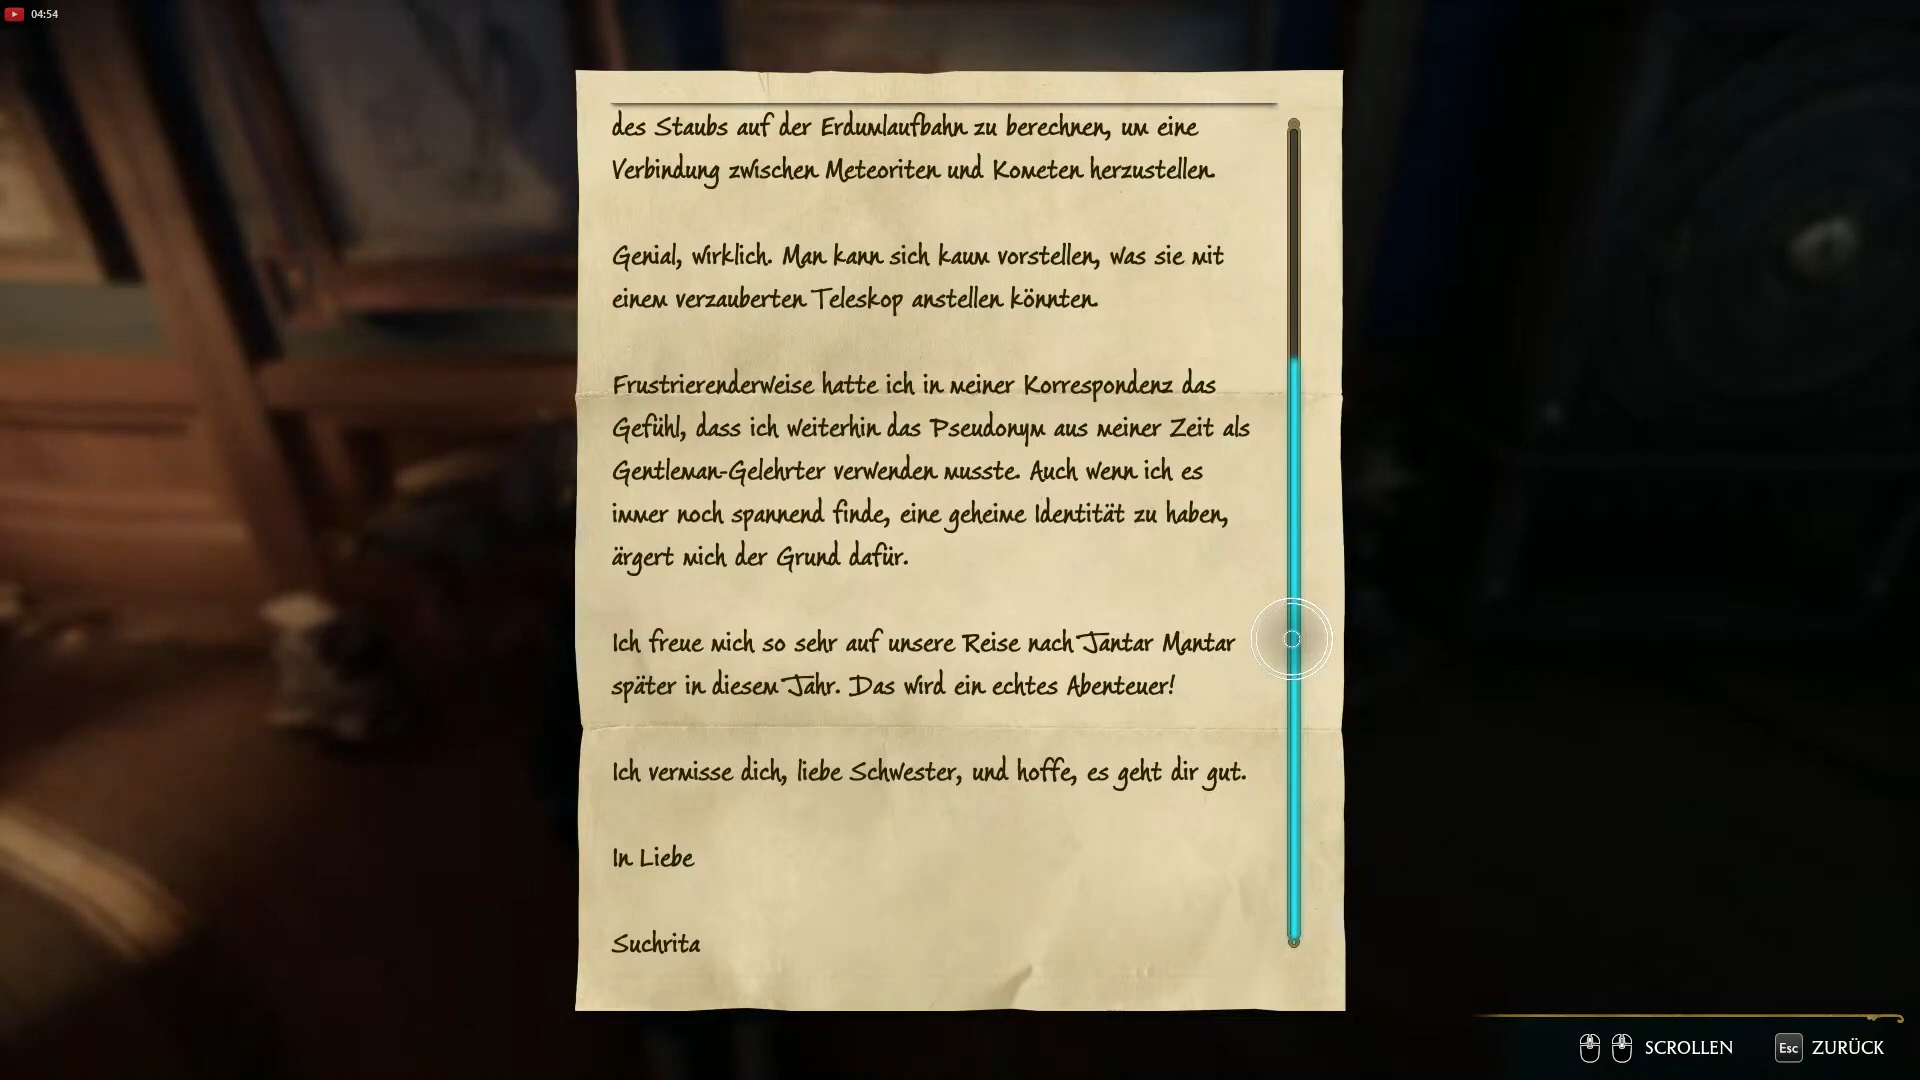 04:54
des Staubs auf der Erdumlaufbahn zu berechnen, um eine
Verbindung zwischen Meteoriten und Kometen herzustellen.
Genial, wirklich. Man kann sich kaum vorstellen, was sie mit
einem verzauberten Teleskop anstellen könnten.
Frustrierenderweise hatte ich in meiner Korrespondenz das
Gefühl, dass ich weiterhin das Pseudonym aus meiner Zeit als
Gentleman-Gelehrter verwenden musste. Auch wenn ich es
immer noch spannend finde, eine geheime Identität zu haben,
ärgert mich der Grund dafür.
Ich freue mich so sehr auf unsere Reise nach Jantar Mantar
später in diesem Jahr. Das wird ein echtes Abenteuer!
Ich vermisse dich, liebe Schwester, und hoffe, es geht dir gut.
In Liebe
Suchrita
SCROLLEN
Esc ZURÜCK